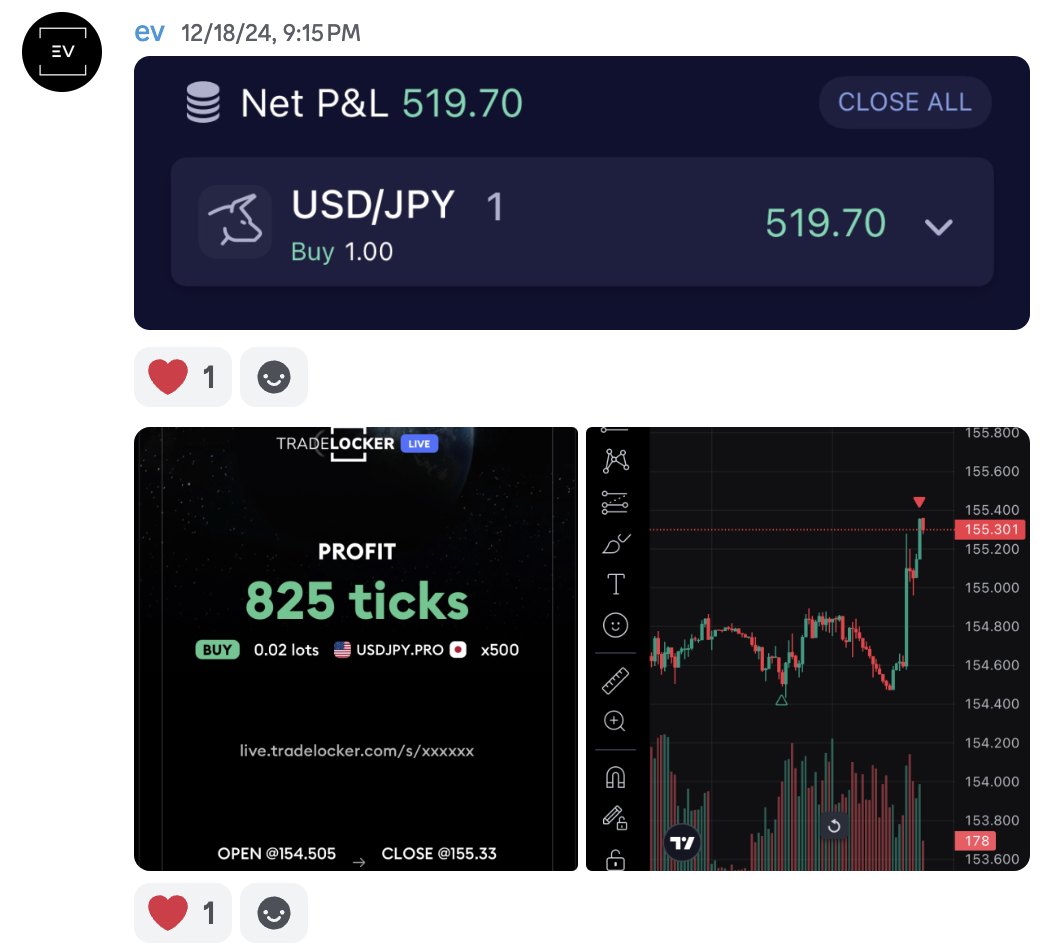 EV
ev 12/18/24, 9:15 PM
Net P&L 519.70
CLOSE ALL
USD/JPY 1
Buy 1.00
519.70
1
TRADELOCKER LIVE
PROFIT
825 ticks
BUY 0.02 lots USDJPY.PRO x500
live.tradelocker.com/s/xxxxxx
OPEN @154.505 → CLOSE @155.33
T
155.800
155.600
155.400
155.301
155.200
155.000
154.800
154.600
154.400
154.200
154.000
153.800
178
153.600
1